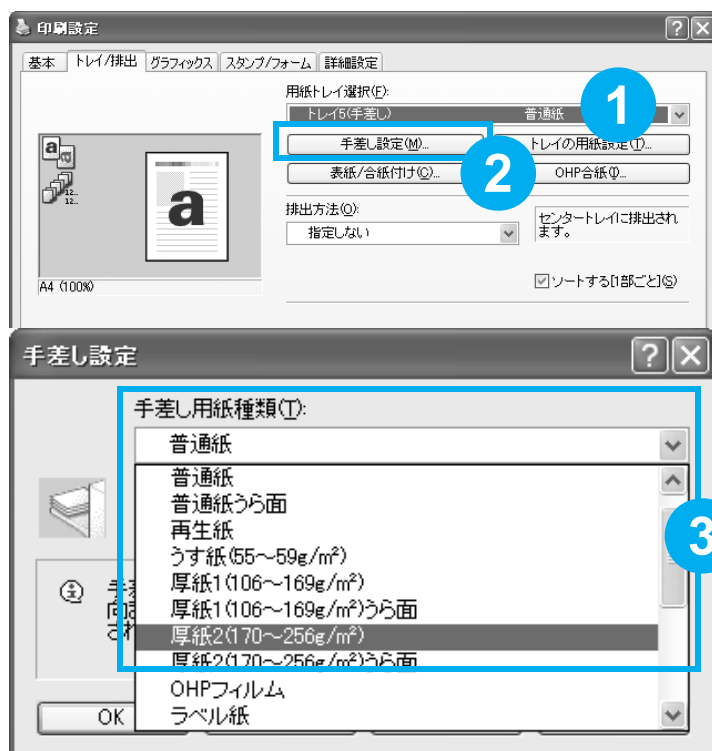 印刷設定
基本 トレイ/排出 グラフィックス スタンプ/フォーム 詳細設定
用紙トレイ選択(F):
トレイ5(手差し) 普通紙
1
手差し設定(M)...
トレイの用紙設定(T)...
2
表紙/合紙付け(C)...
OHP合紙(I)...
排出方法(O):
指定しない
センタートレイに排出され
ます。
ソートする[1部ごと](S)
a
12..
12..
a
A4 (100%)
手差し設定
手差し用紙種類(T):
普通紙
普通紙
普通紙うら面
再生紙
うす紙(55～59g/m²)
厚紙1(106～169g/m²)
厚紙1(106～169g/m²)うら面
厚紙2(170～256g/m²)
厚紙2(170～256g/m²)うら面
OHPフィルム
ラベル紙
3
OK